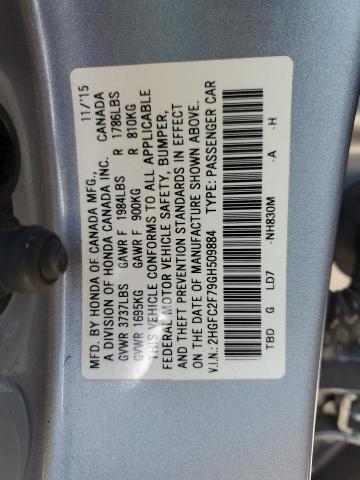 11/15
MFD. BY HONDA OF CANADA MFG., CANADA
A DIVISION OF HONDA CANADA INC.
GVWR 3737LBS GAWR F 1984LBS R 1786LBS
GVWR 1695KG GAWR F 900KG R 810KG
THIS VEHICLE CONFORMS TO ALL APPLICABLE
FEDERAL MOTOR VEHICLE SAFETY, BUMPER,
AND THEFT PREVENTION STANDARDS IN EFFECT
ON THE DATE OF MANUFACTURE SHOWN ABOVE.
V.I.N.: 2HGFC2F79GH509884 TYPE: PASSENGER CAR
TBD G LD7 -NH830M -A -H